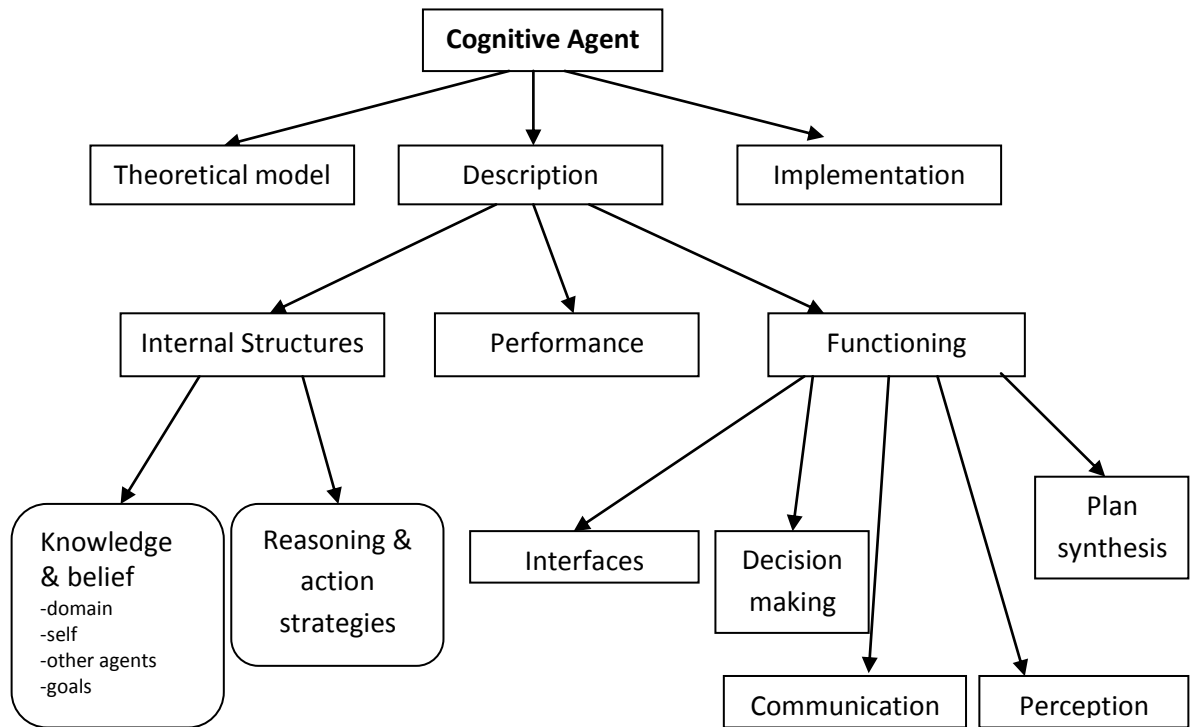 Cognitive Agent
Theoretical model
Description
Implementation
Internal Structures
Performance
Functioning
Knowledge
& belief
-domain
-self
-other agents
-goals
Reasoning &
action
strategies
Interfaces
Decision
making
Plan
synthesis
Communication
Perception